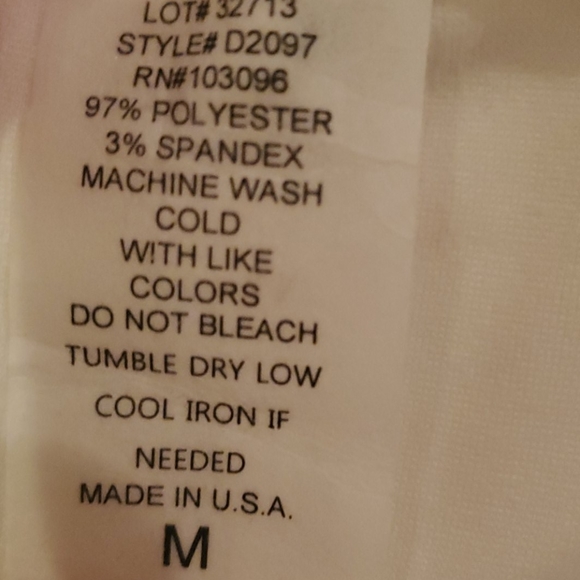 LOT# 32713
STYLE# D2097
RN#103096
97% POLYESTER
3% SPANDEX
MACHINE WASH
COLD
WITH LIKE
COLORS
DO NOT BLEACH
TUMBLE DRY LOW
COOL IRON IF
NEEDED
MADE IN U.S.A.
M